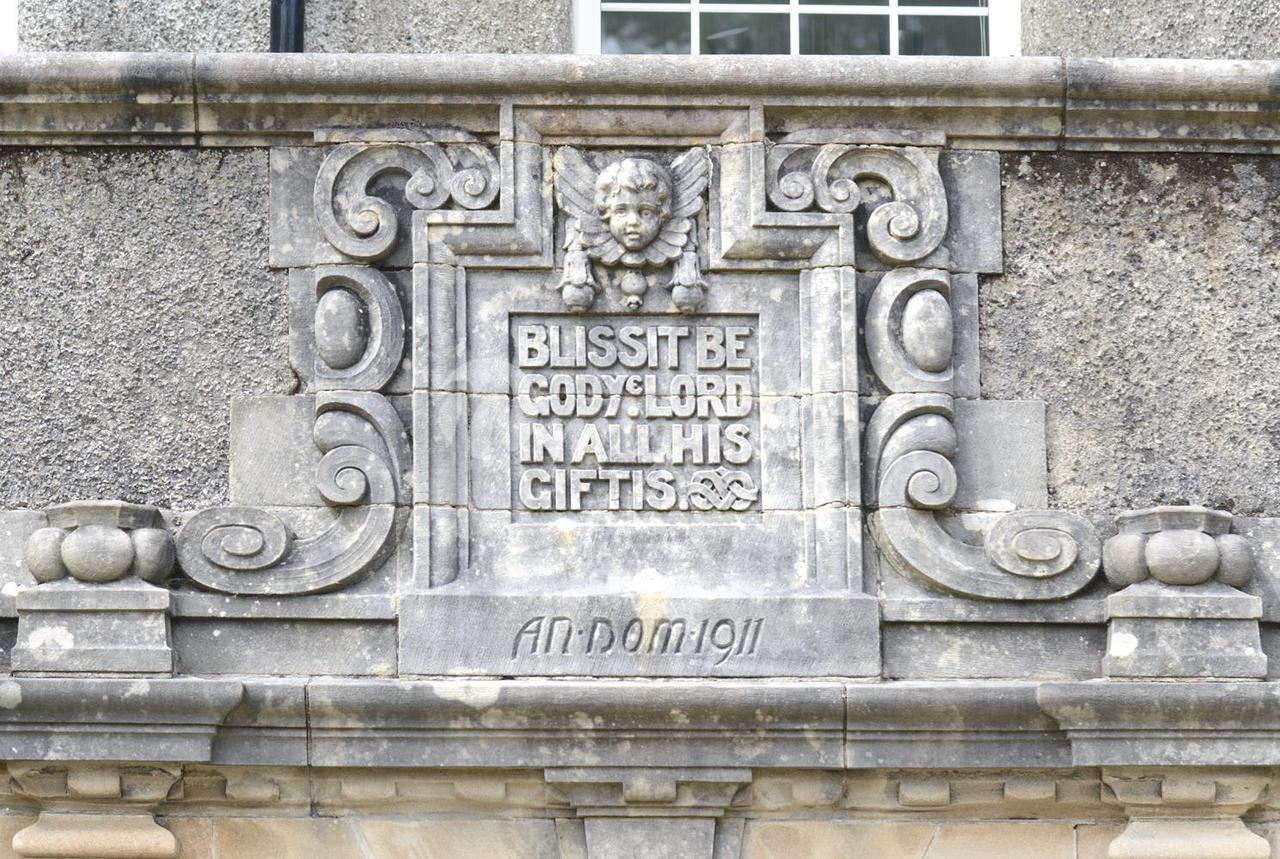 BLISSIT BE
GOD Yᵉ. LORD
IN ALL HIS
GIFTIS.
AN·DOM·1911